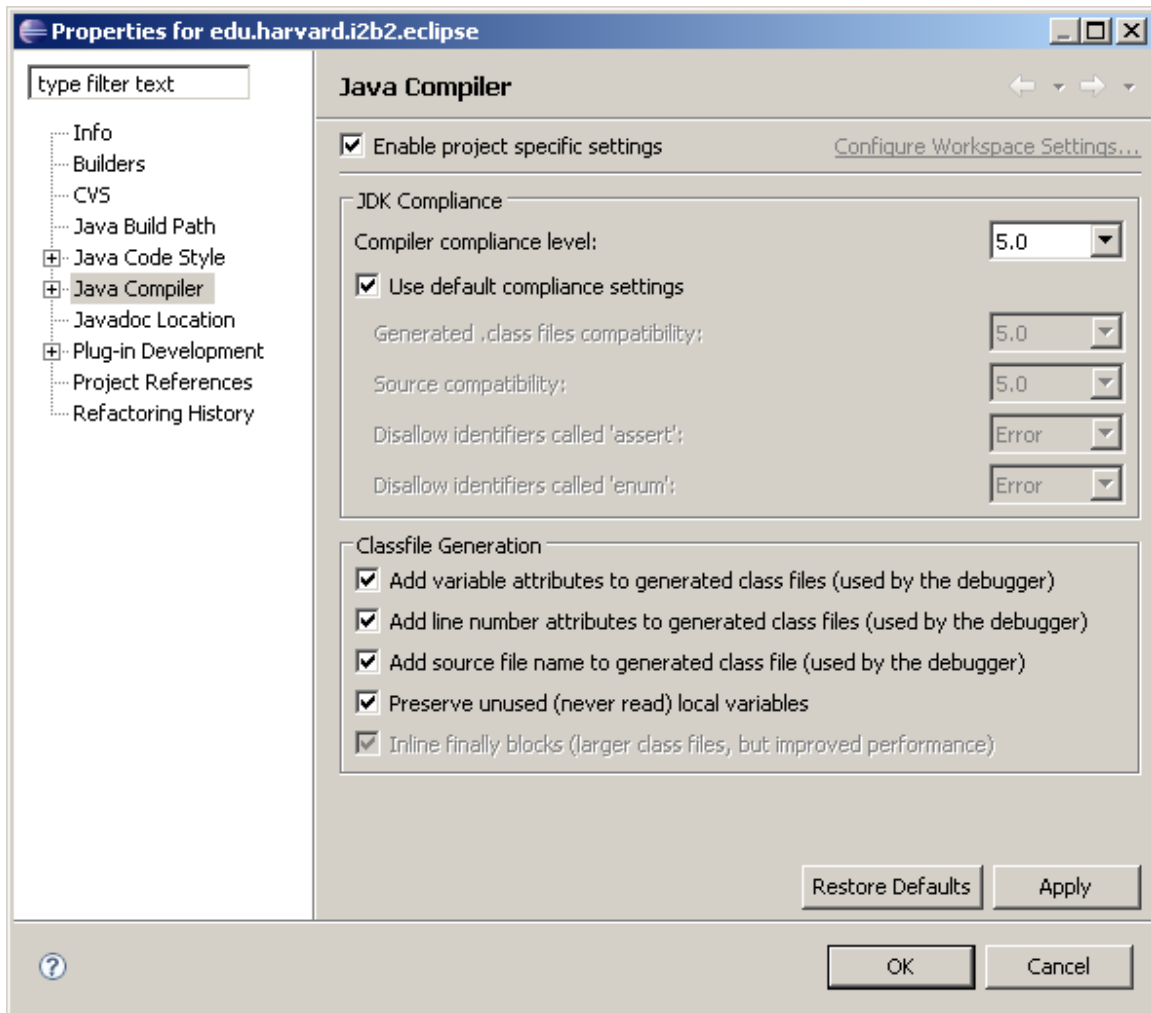 Properties for edu.harvard.i2b2.eclipse
type filter text
Info
Builders
CVS
Java Build Path
Java Code Style
Java Compiler
Javadoc Location
Plug-in Development
Project References
Refactoring History
Java Compiler
Enable project specific settings
Configure Workspace Settings...
JDK Compliance
Compiler compliance level: 5.0
Use default compliance settings
Generated .class files compatibility: 5.0
Source compatibility: 5.0
Disallow identifiers called 'assert': Error
Disallow identifiers called 'enum': Error
Classfile Generation
Add variable attributes to generated class files (used by the debugger)
Add line number attributes to generated class files (used by the debugger)
Add source file name to generated class file (used by the debugger)
Preserve unused (never read) local variables
Inline finally blocks (larger class files, but improved performance)
Restore Defaults Apply
? OK Cancel